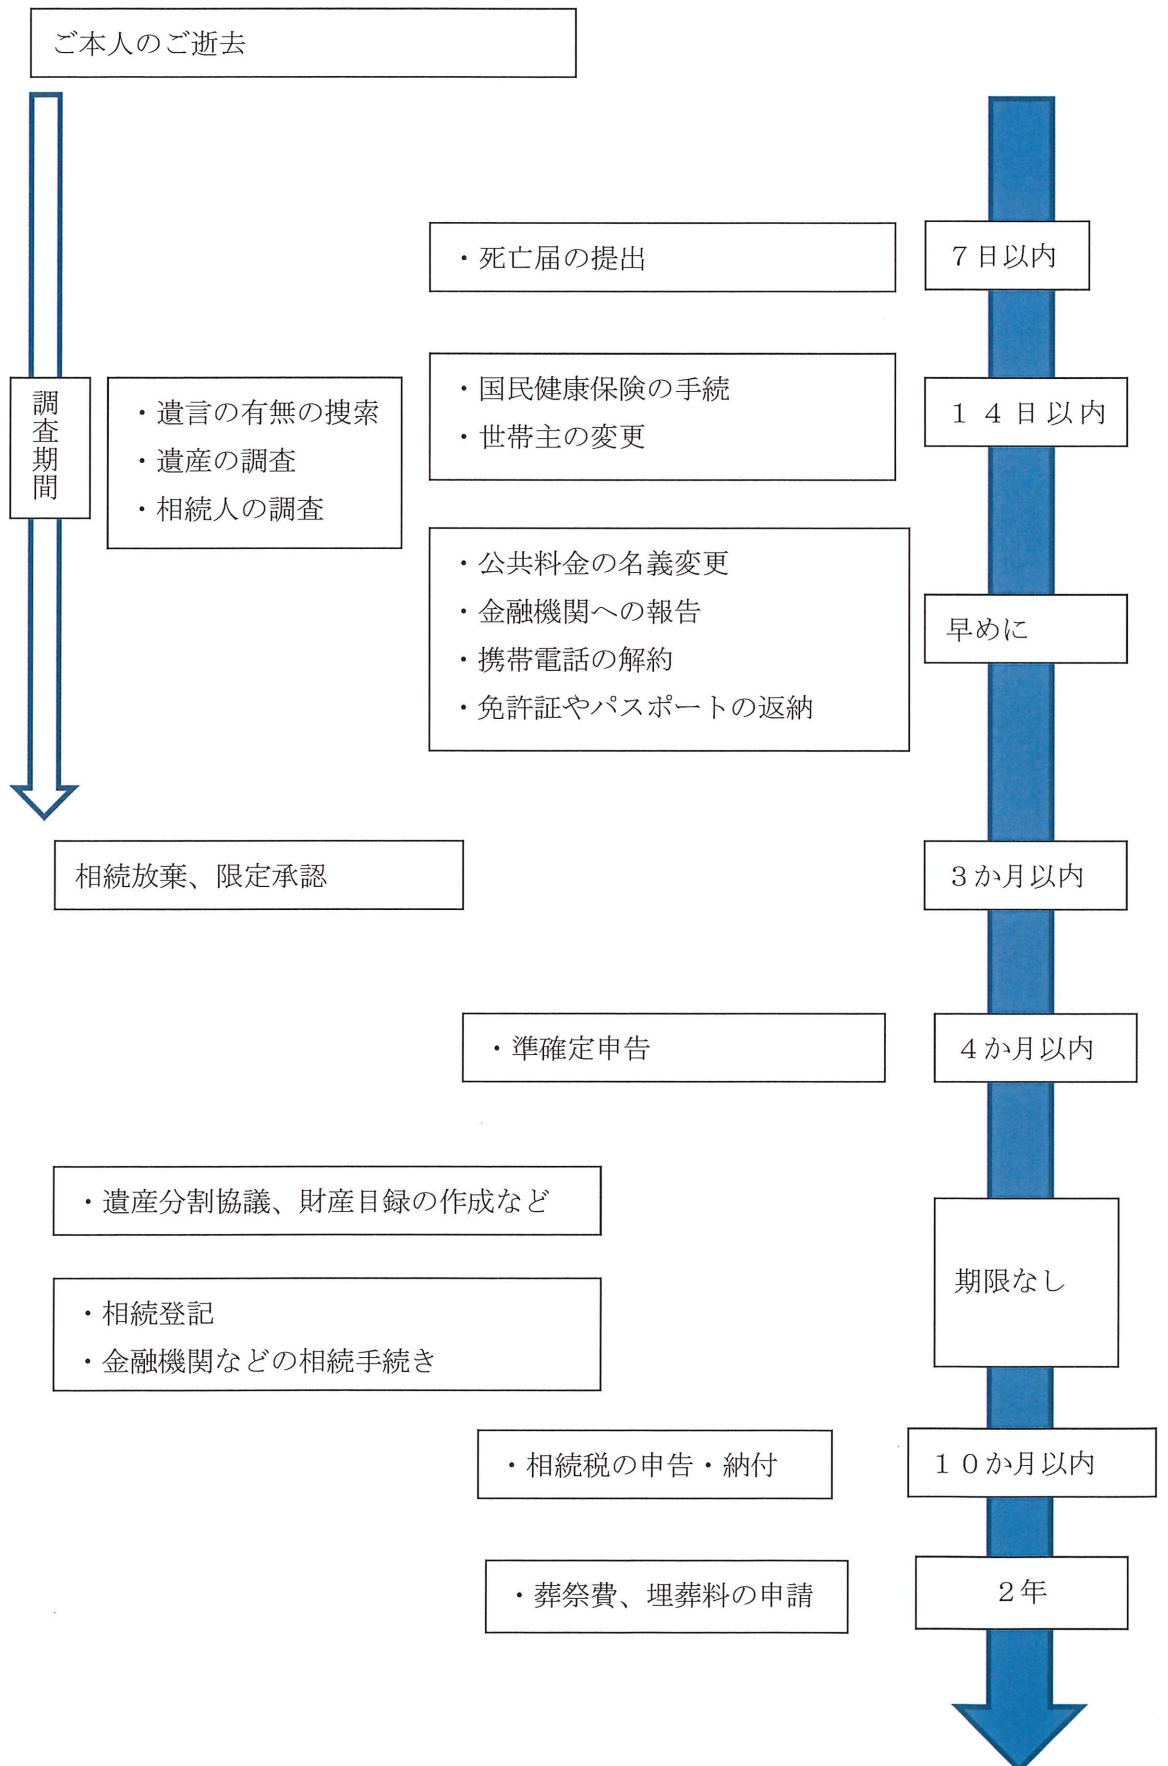 ご本人のご逝去
・死亡届の提出
７日以内
・国民健康保険の手続
・世帯主の変更
１４日以内
調査期間
・遺言の有無の捜索
・遺産の調査
・相続人の調査
・公共料金の名義変更
・金融機関への報告
・携帯電話の解約
・免許証やパスポートの返納
早めに
相続放棄、限定承認
３か月以内
・準確定申告
４か月以内
・遺産分割協議、財産目録の作成など
・相続登記
・金融機関などの相続手続き
期限なし
・相続税の申告・納付
１０か月以内
・葬祭費、埋葬料の申請
２年